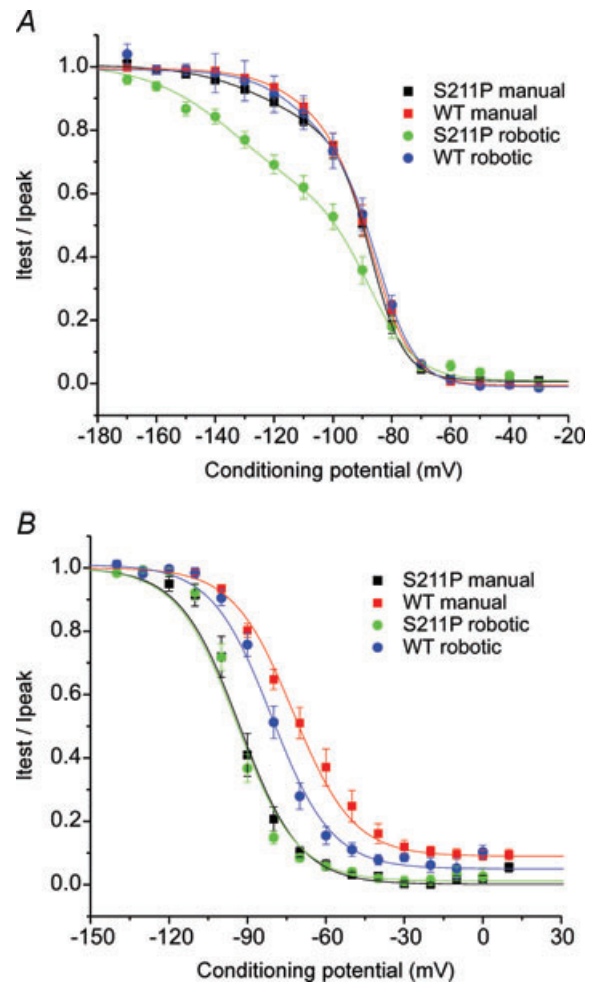 A
Itest / Ipeak
1.0
0.8
0.6
0.4
0.2
0.0
S211P manual
WT manual
S211P robotic
WT robotic
-180 -160 -140 -120 -100 -80 -60 -40 -20
Conditioning potential (mV)
B
Itest / Ipeak
1.0
0.8
0.6
0.4
0.2
0.0
S211P manual
WT manual
S211P robotic
WT robotic
-150 -120 -90 -60 -30 0 30
Conditioning potential (mV)